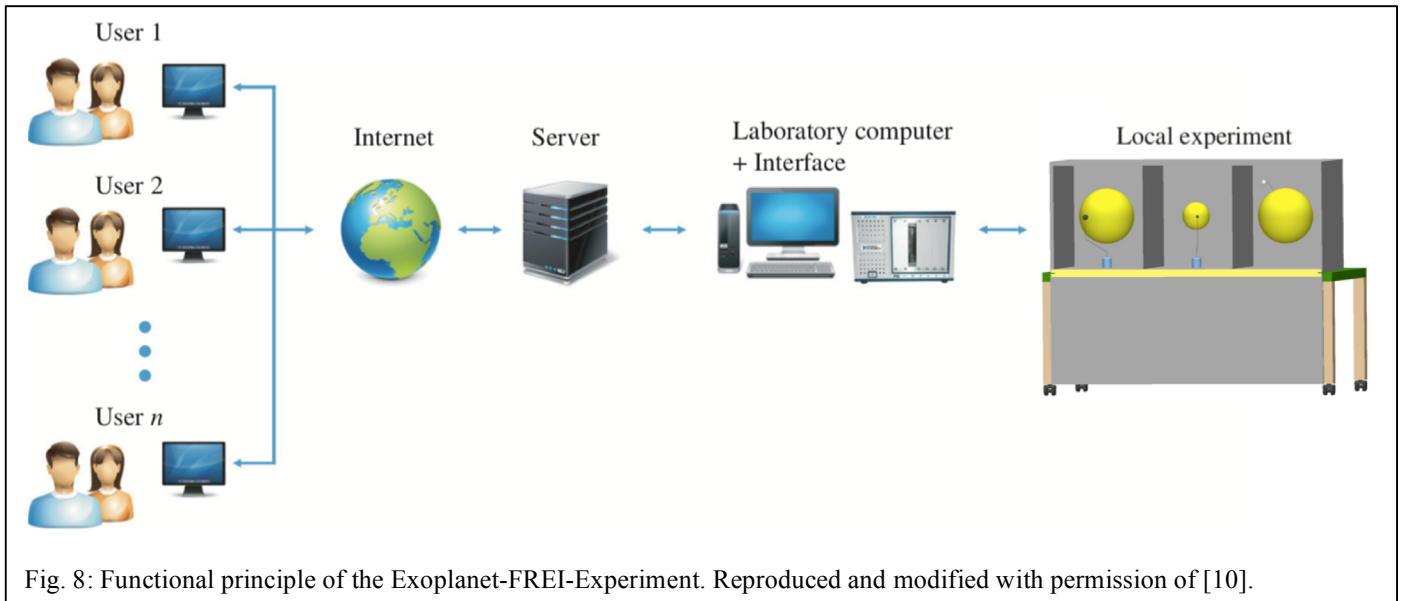 User 1
Internet
Server
Laboratory computer
+ Interface
Local experiment
User 2
User n
Fig. 8: Functional principle of the Exoplanet-FREI-Experiment. Reproduced and modified with permission of [10].